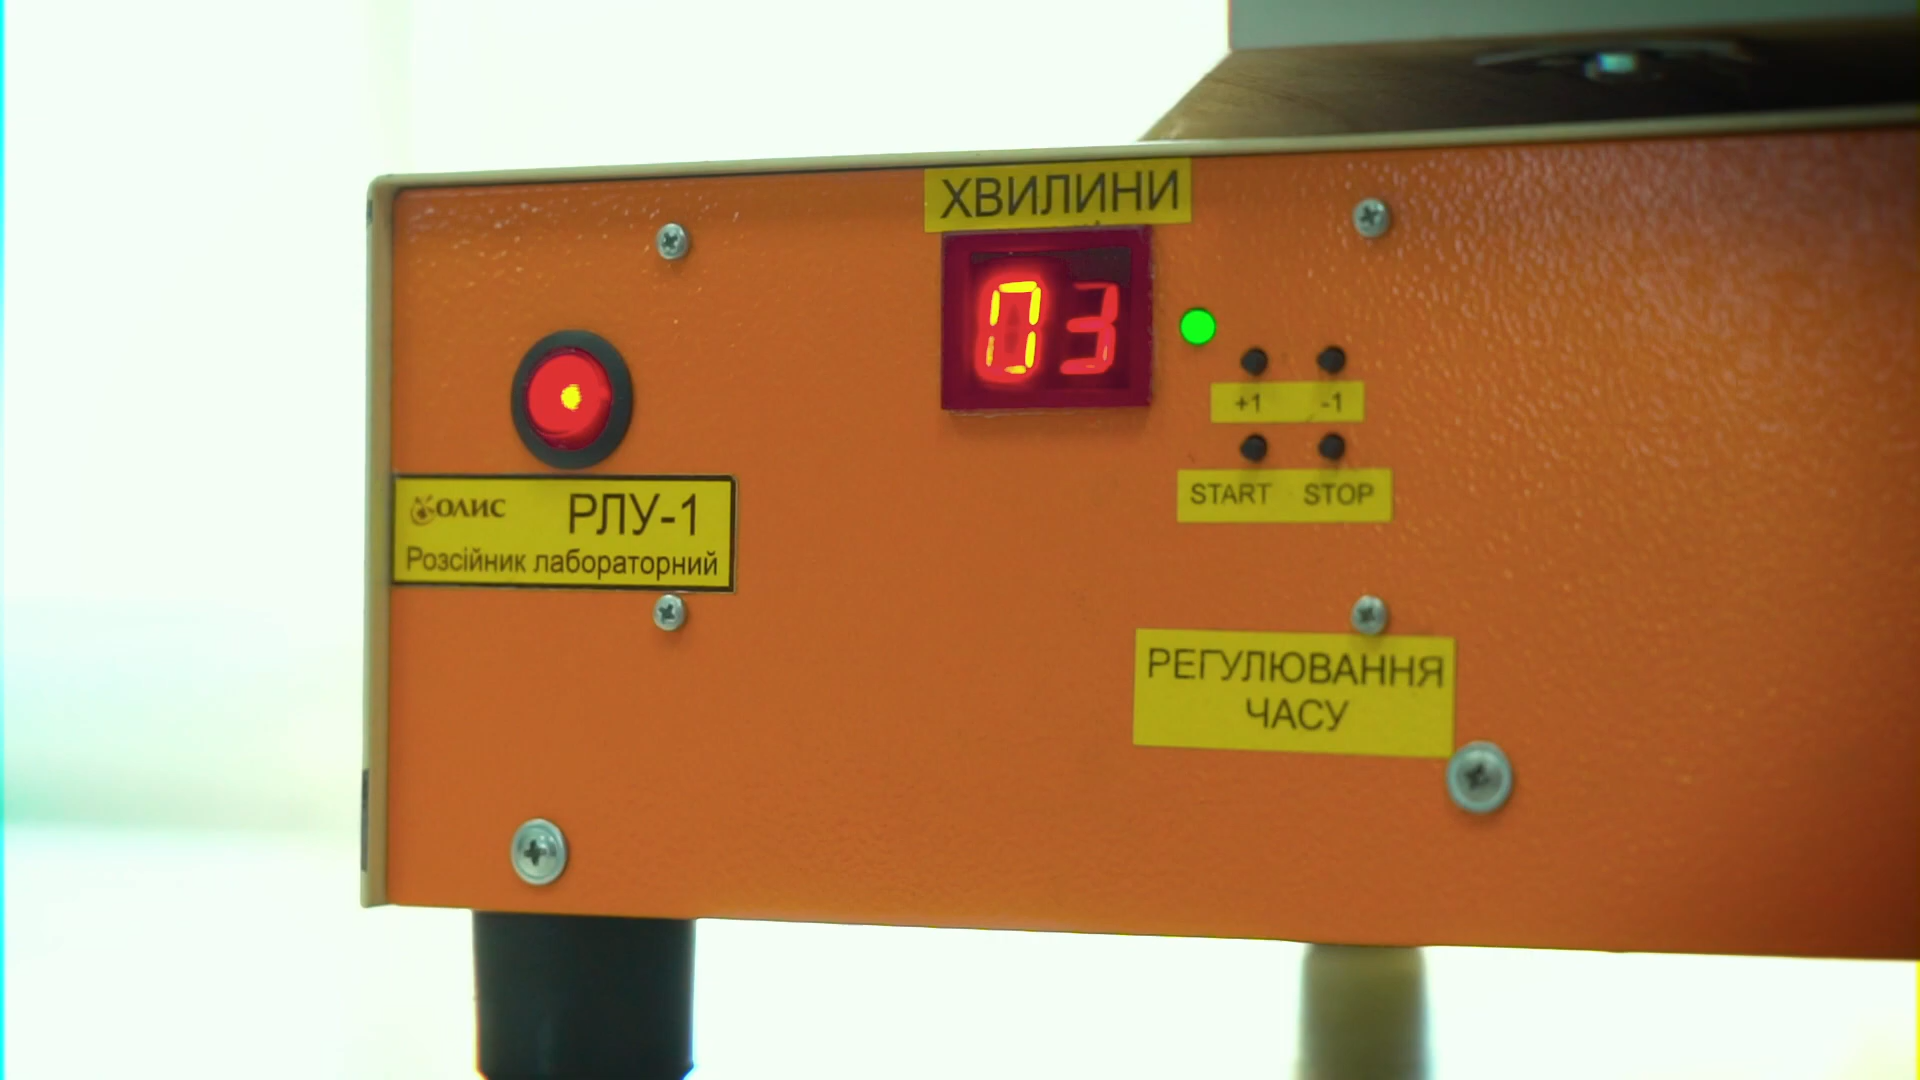 ХВИЛИНИ
03
+1 -1
START STOP
ОЛИС РЛУ-1
Розсійник лабораторний
РЕГУЛЮВАННЯ
ЧАСУ